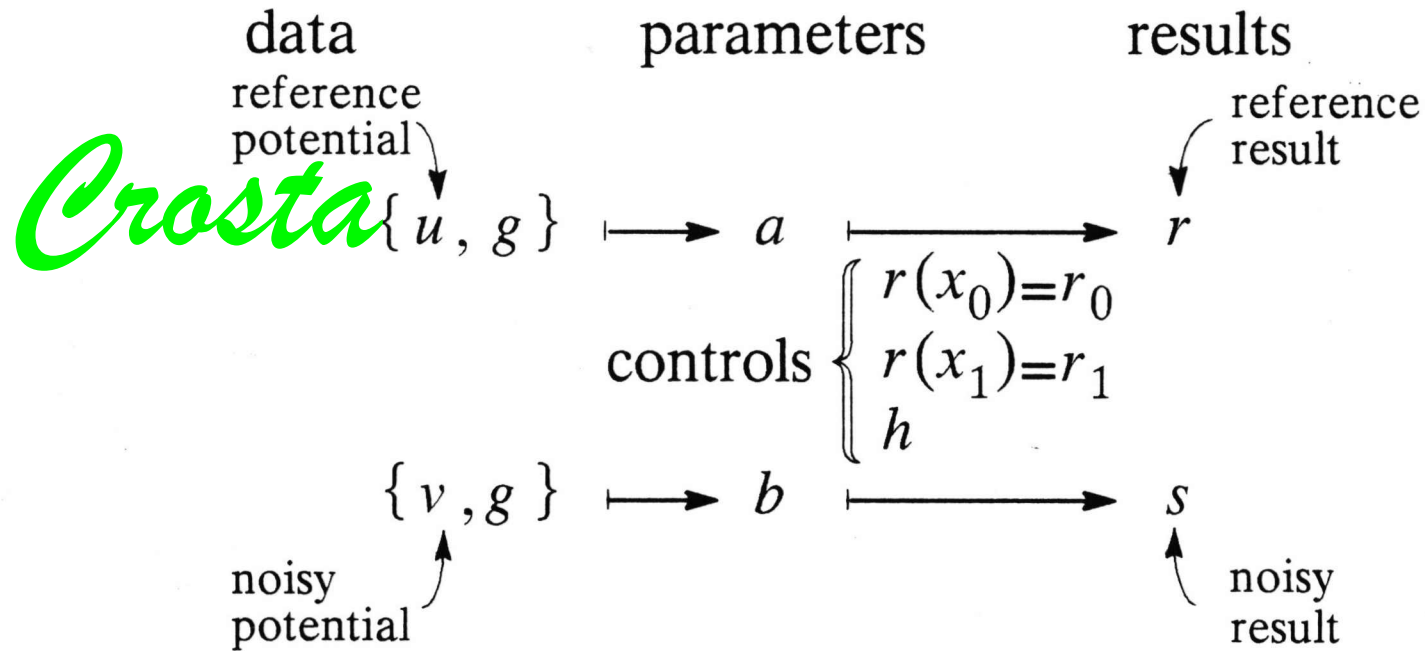 data parameters results
reference potential
reference result
Crosta
{ u , g } ⟼ a ⟼ r
r(x₀)=r₀
controls { r(x₁)=r₁
h
{ v , g } ⟼ b ⟼ s
noisy potential
noisy result